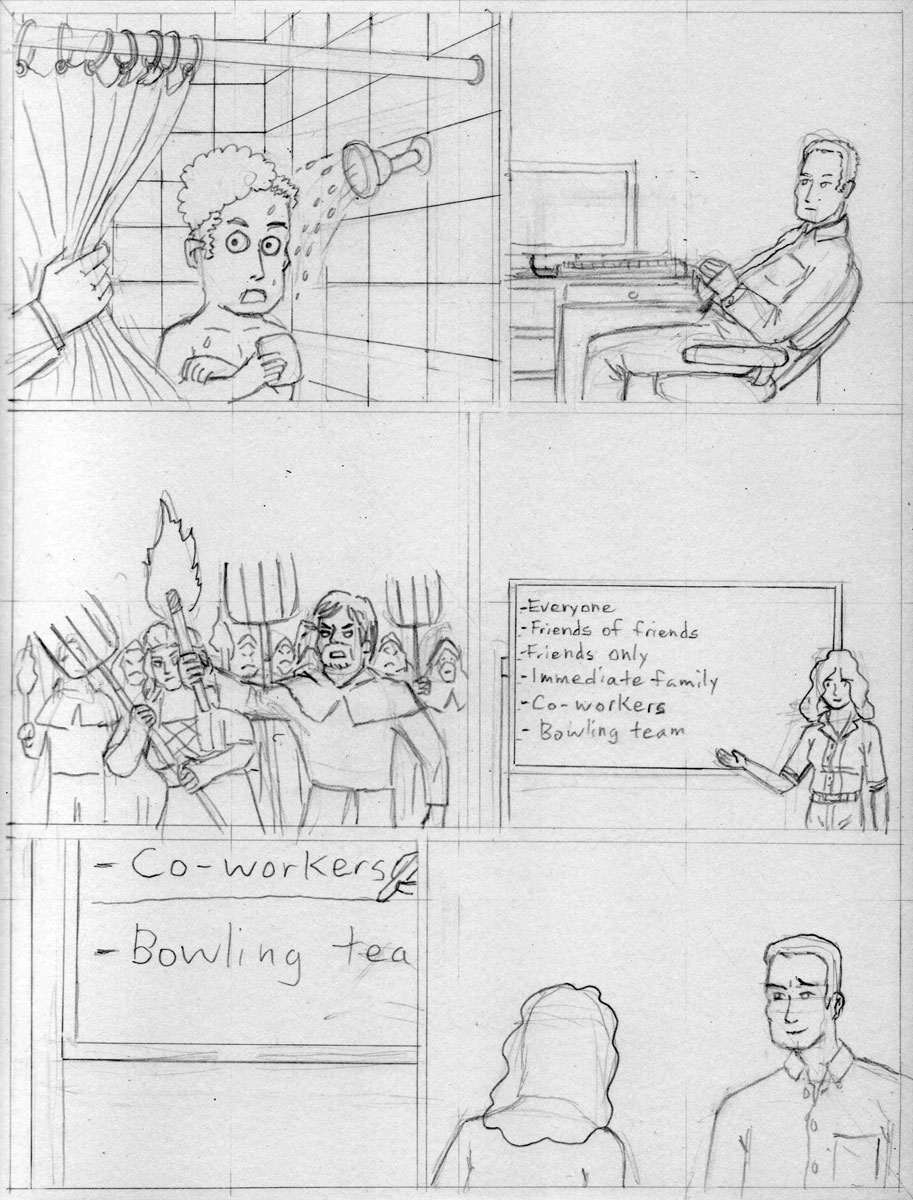 -Everyone
-Friends of friends
-Friends only
-Immediate family
-Co-workers
- Bowling team
- Co-workers
- Bowling tea